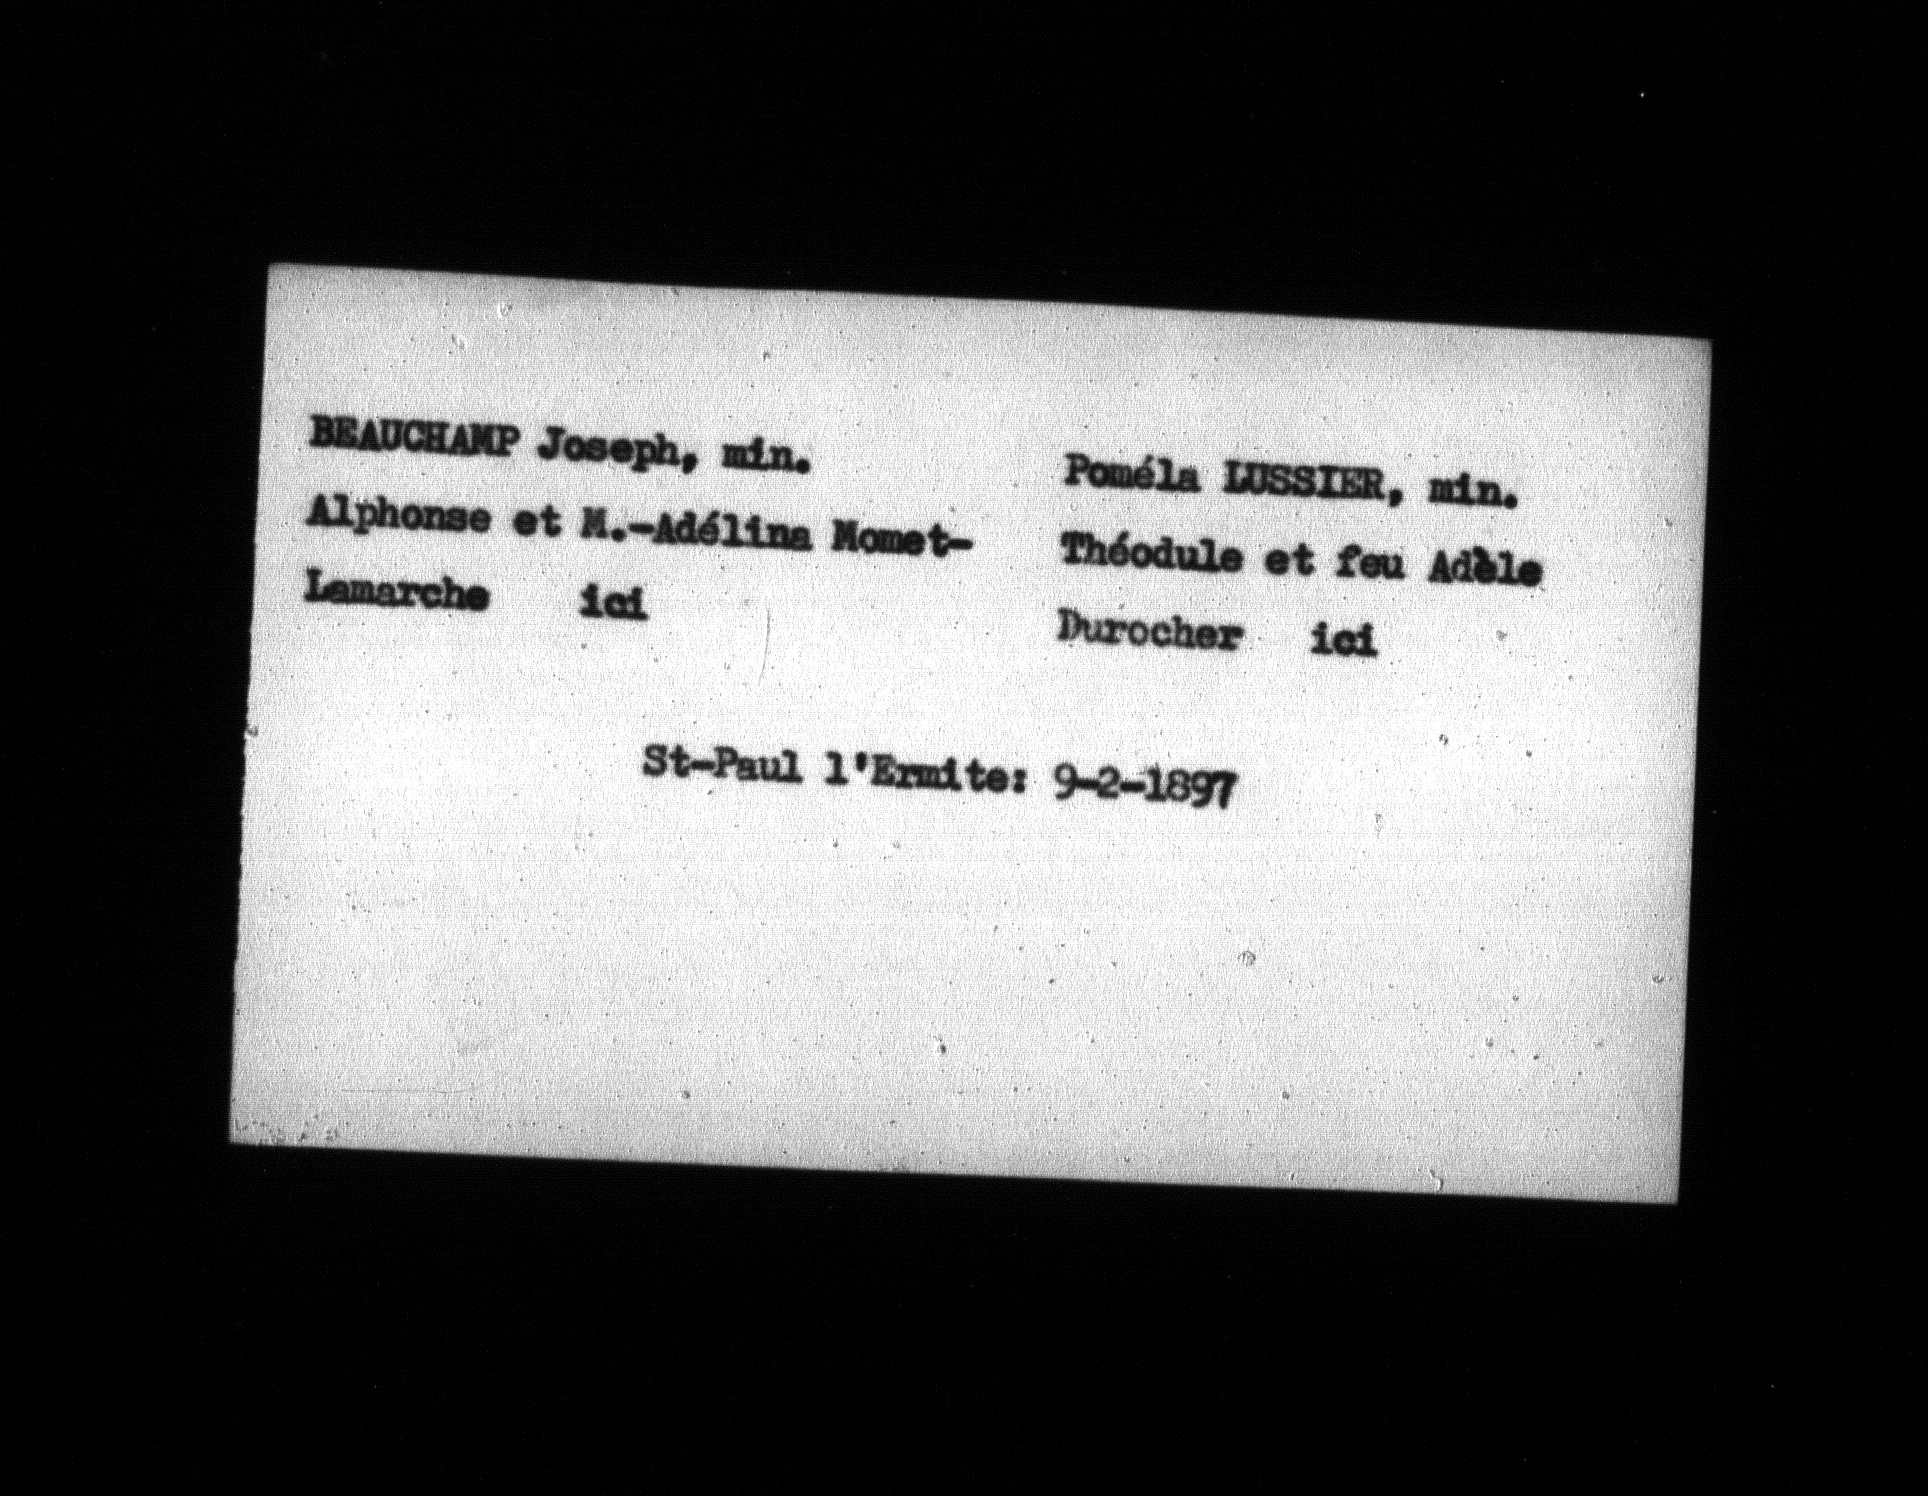 BEAUCHAMP Joseph, min.
Alphonse et M.-Adélina Momet-
Lamarche ici
Poméla LUSSIER, min.
Théodule et feu Adèle
Durocher ici
St-Paul l'Ermite: 9-2-1897